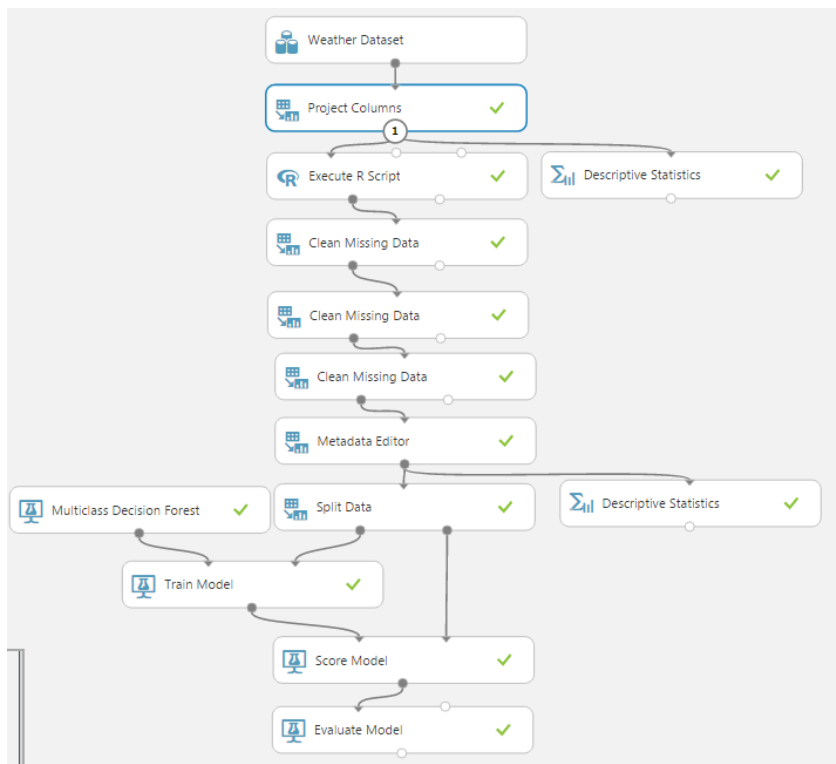 Weather Dataset
Project Columns
1
Execute R Script
Descriptive Statistics
Clean Missing Data
Clean Missing Data
Clean Missing Data
Metadata Editor
Multiclass Decision Forest
Split Data
Descriptive Statistics
Train Model
Score Model
Evaluate Model